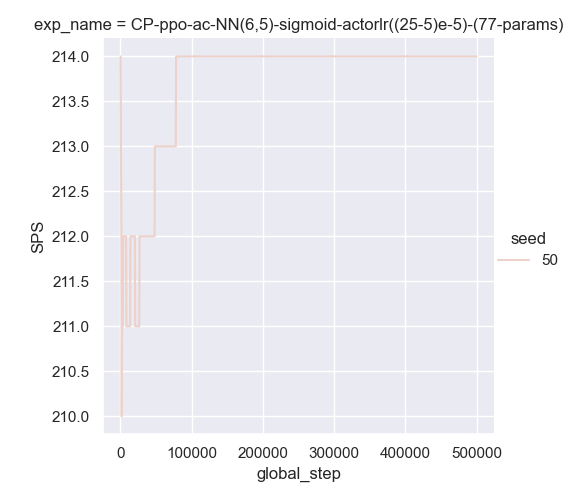 exp_name = CP-ppo-ac-NN(6,5)-sigmoid-actorlr((25-5)e-5)-(77-params)
214.0
213.5
213.0
212.5
212.0
211.5
211.0
210.5
210.0
SPS
0 100000 200000 300000 400000 500000
global_step
seed
50